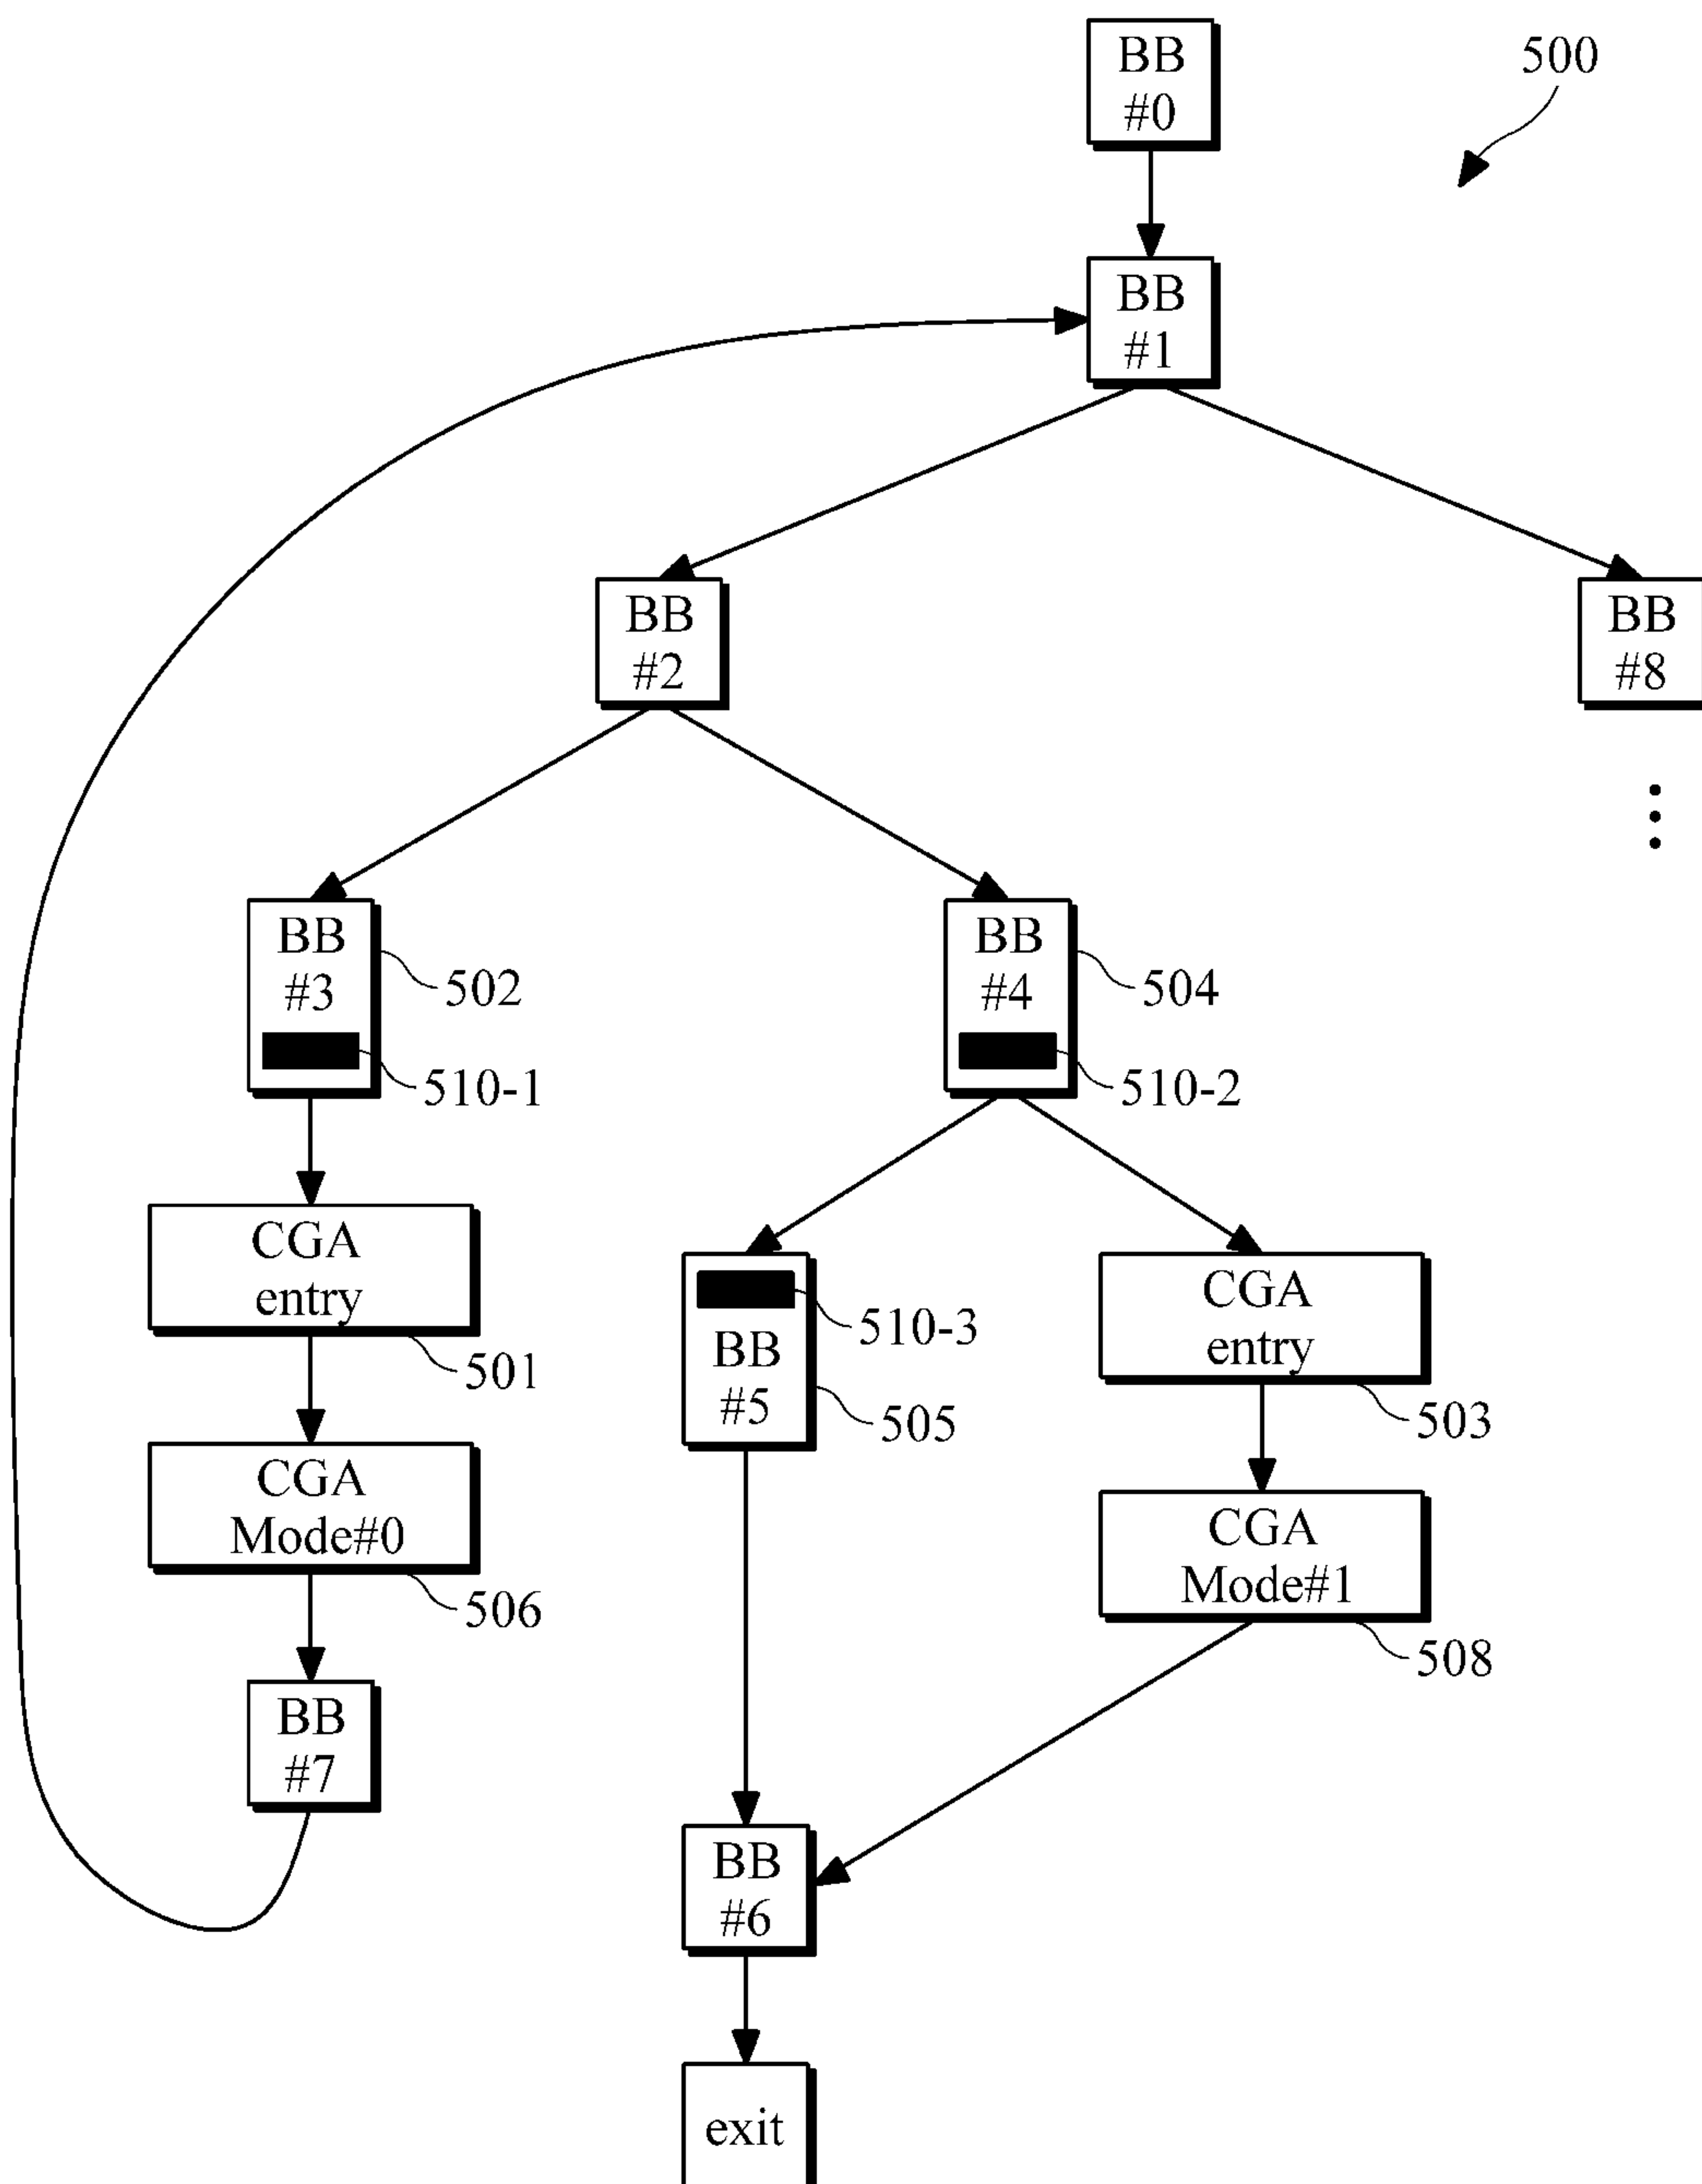 BB
#0
500
BB
#1
BB
#2
BB
#8
BB
#3
502
510-1
BB
#4
504
510-2
CGA
entry
501
510-3
BB
#5
505
CGA
entry
503
CGA
Mode#0
506
CGA
Mode#1
508
BB
#7
BB
#6
exit